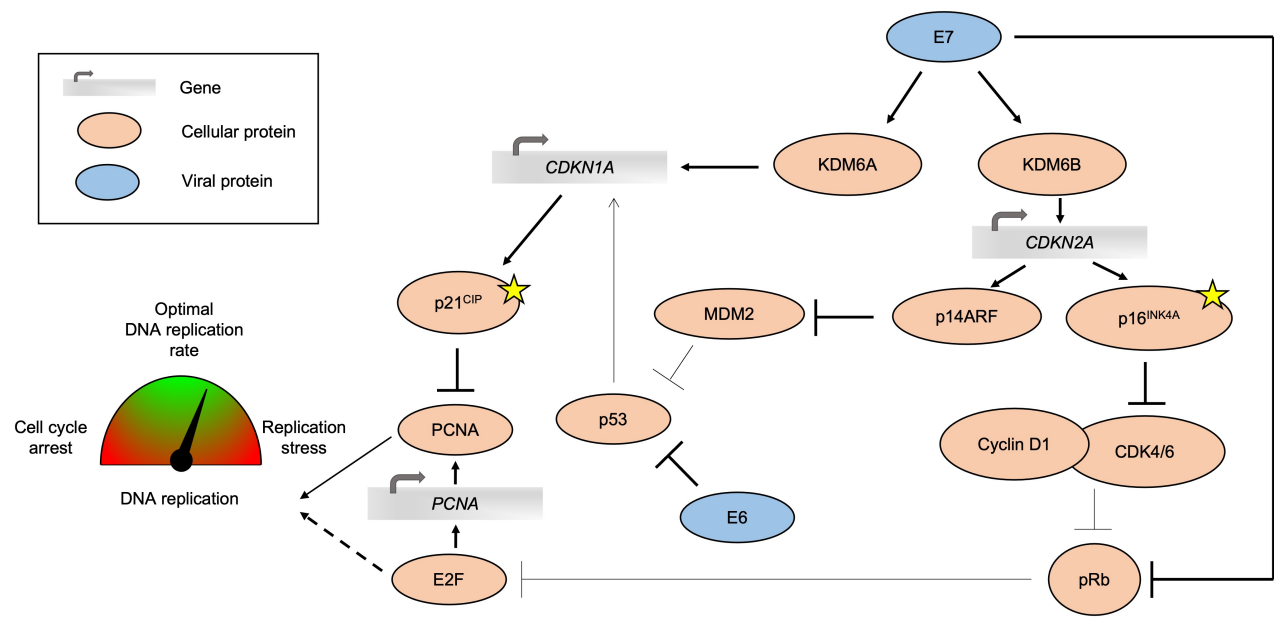 Gene
Cellular protein
Viral protein
E7
KDM6A
KDM6B
CDKN1A
CDKN2A
p21CIP
MDM2
p14ARF
p16INK4A
Optimal
DNA replication
rate
Cell cycle
arrest
Replication
stress
DNA replication
PCNA
p53
Cyclin D1
CDK4/6
PCNA
E6
E2F
pRb